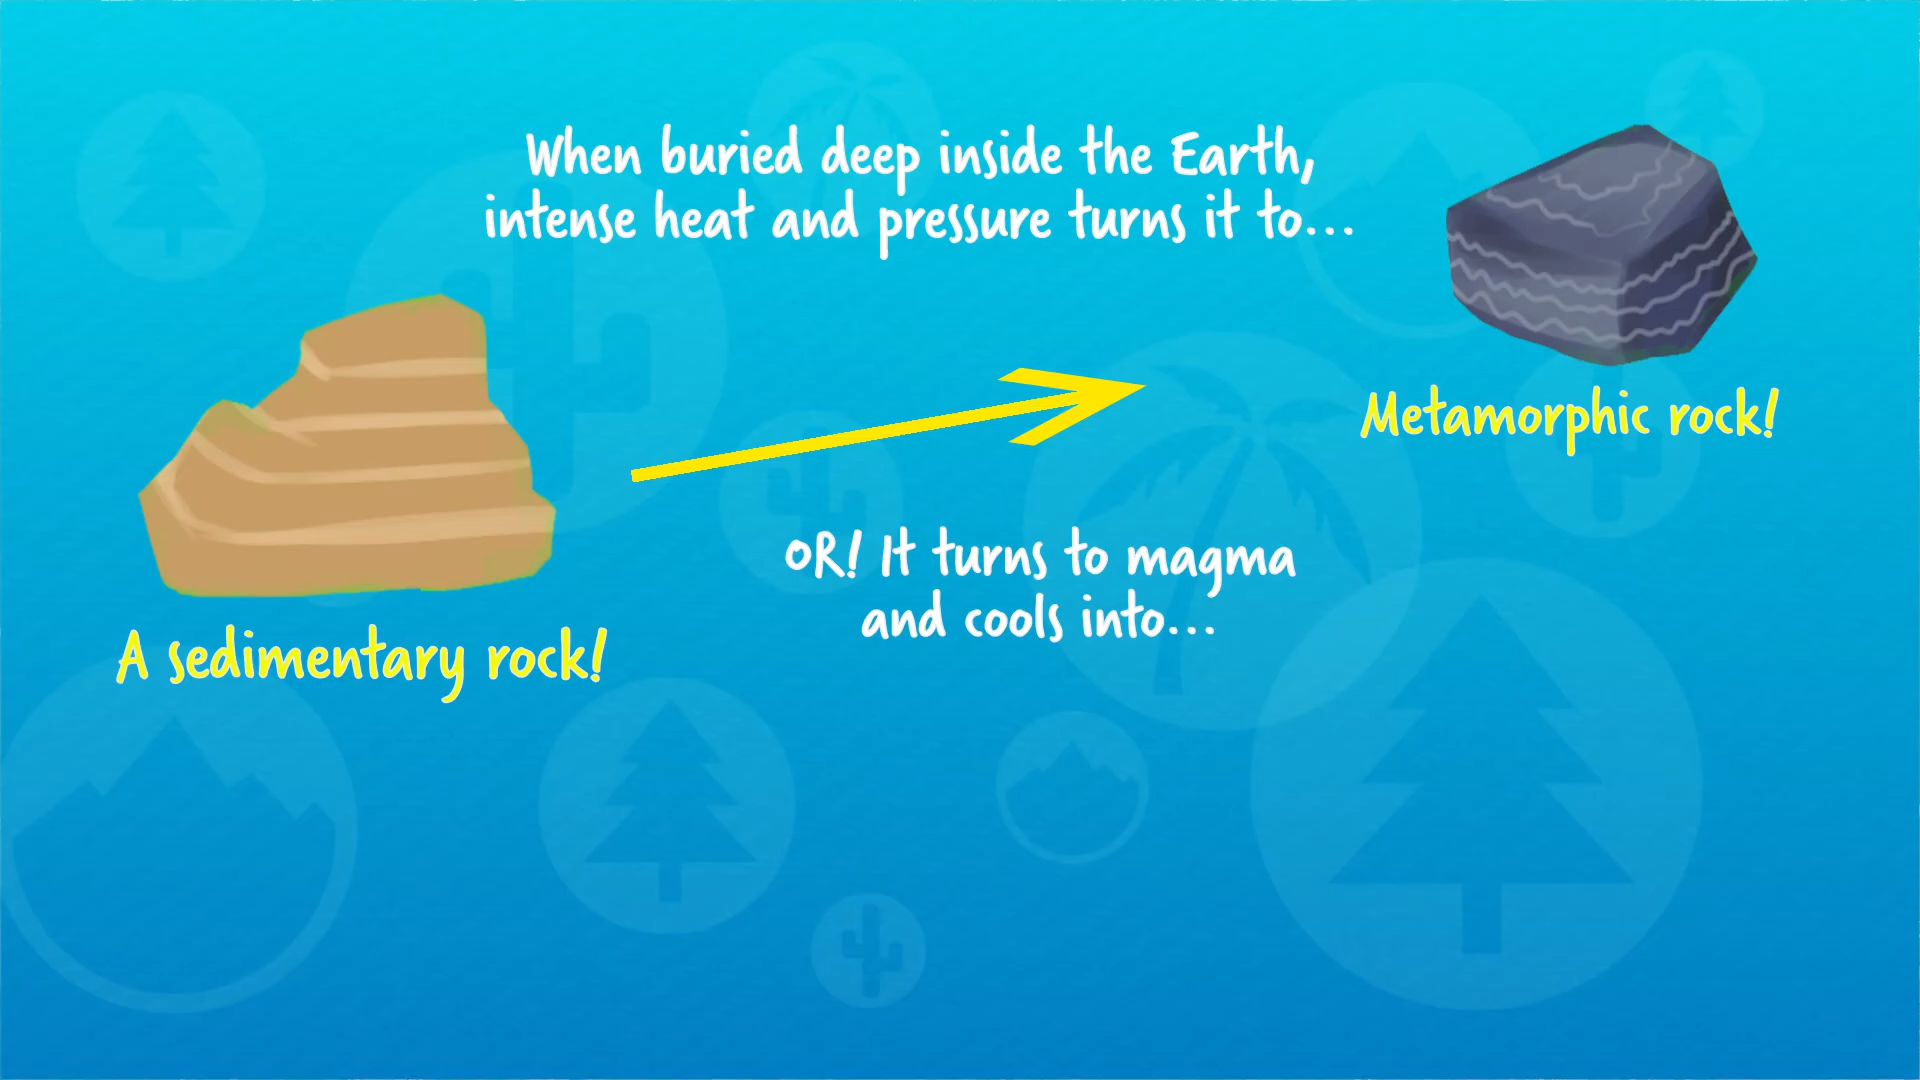 When buried deep inside the Earth,
intense heat and pressure turns it to...
Metamorphic rock!
OR! It turns to magma
and cools into...
A sedimentary rock!